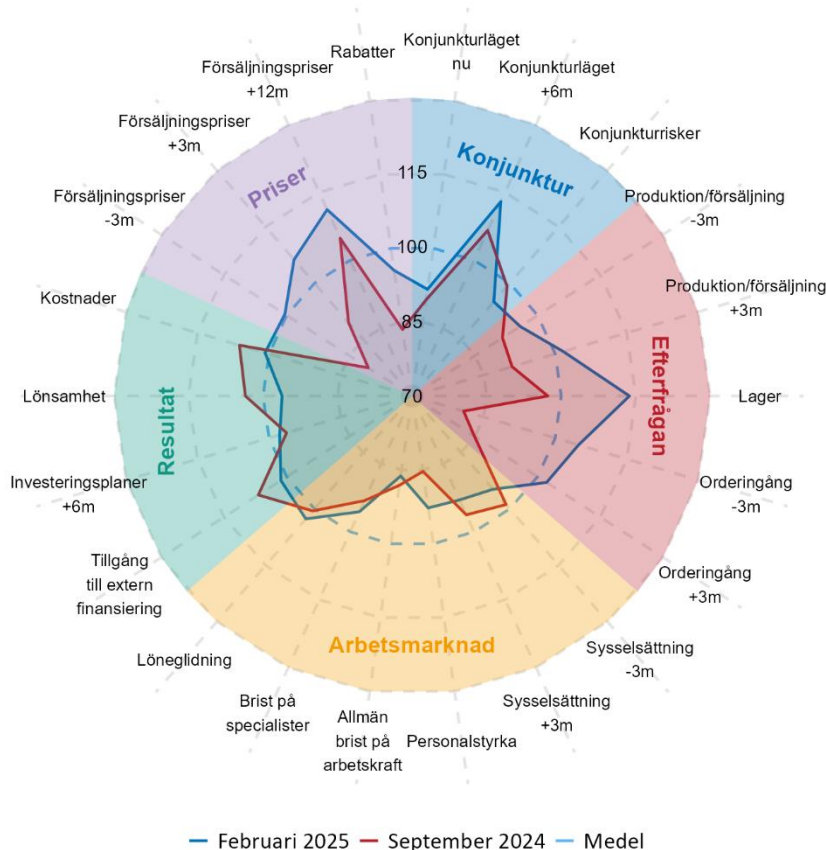 Konjunkturläget
nu
Konjunkturläget
+6m
Konjunkturrisker
Produktion/försäljning
-3m
Produktion/försäljning
+3m
Lager
Orderingång
-3m
Orderingång
+3m
Sysselsättning
-3m
Sysselsättning
+3m
Personalstyrka
Allmän
brist på
arbetskraft
Brist på
specialister
Löneglidning
Tillgång
till extern
finansiering
Investeringsplaner
+6m
Lönsamhet
Kostnader
Försäljningspriser
-3m
Försäljningspriser
+3m
Försäljningspriser
+12m
Rabatter
Priser
Konjunktur
Efterfrågan
Arbetsmarknad
Resultat
115
100
85
70
Februari 2025
September 2024
Medel